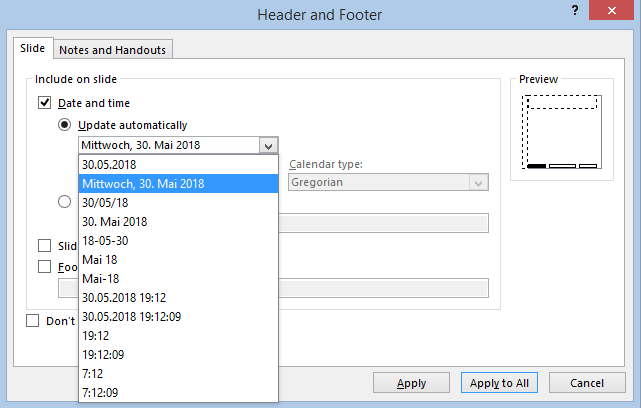 Header and Footer
?
Slide
Notes and Handouts
Include on slide
Preview
Date and time
Update automatically
Mittwoch, 30. Mai 2018
30.05.2018
Calendar type:
Mittwoch, 30. Mai 2018
Gregorian
30/05/18
30. Mai 2018
18-05-30
Slid
Mai 18
Foo
Mai-18
30.05.2018 19:12
30.05.2018 19:12:09
Don't
19:12
19:12:09
7:12
7:12:09
Apply
Apply to All
Cancel